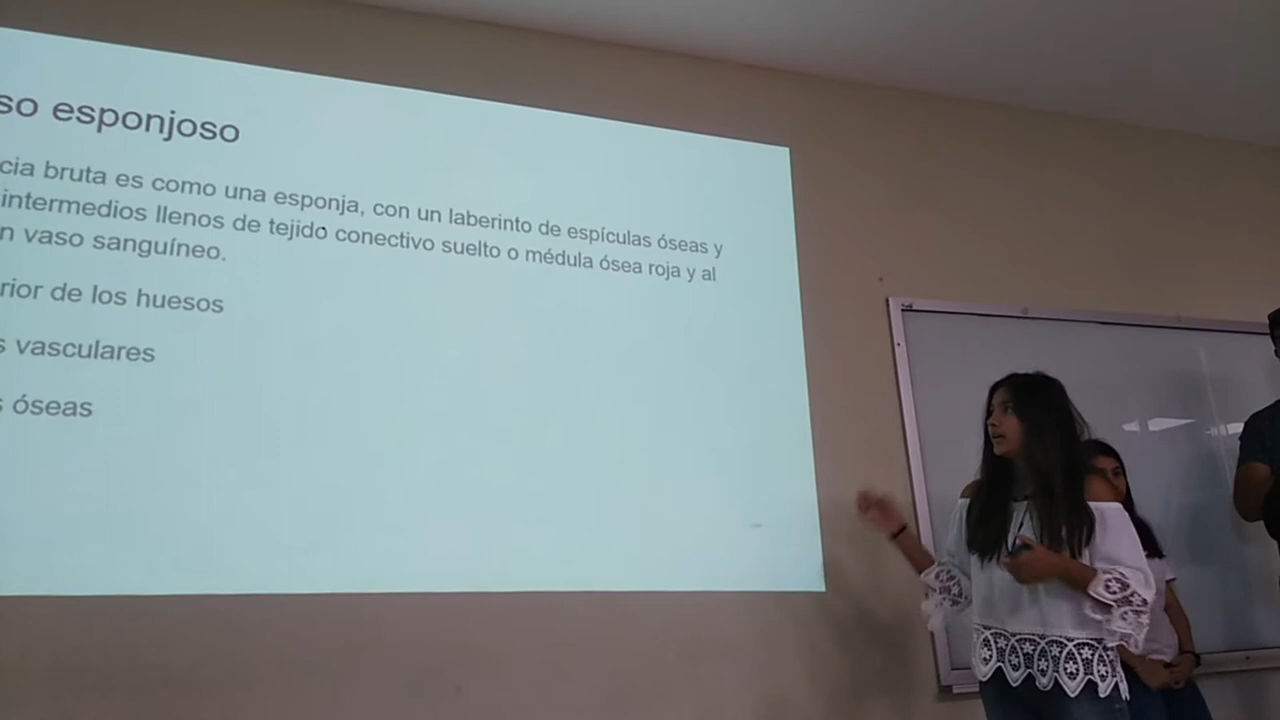 so esponjoso
cia bruta es como una esponja, con un laberinto de espículas óseas y
intermedios llenos de tejido conectivo suelto o médula ósea roja y al
n vaso sanguíneo.
rior de los huesos
s vasculares
s óseas